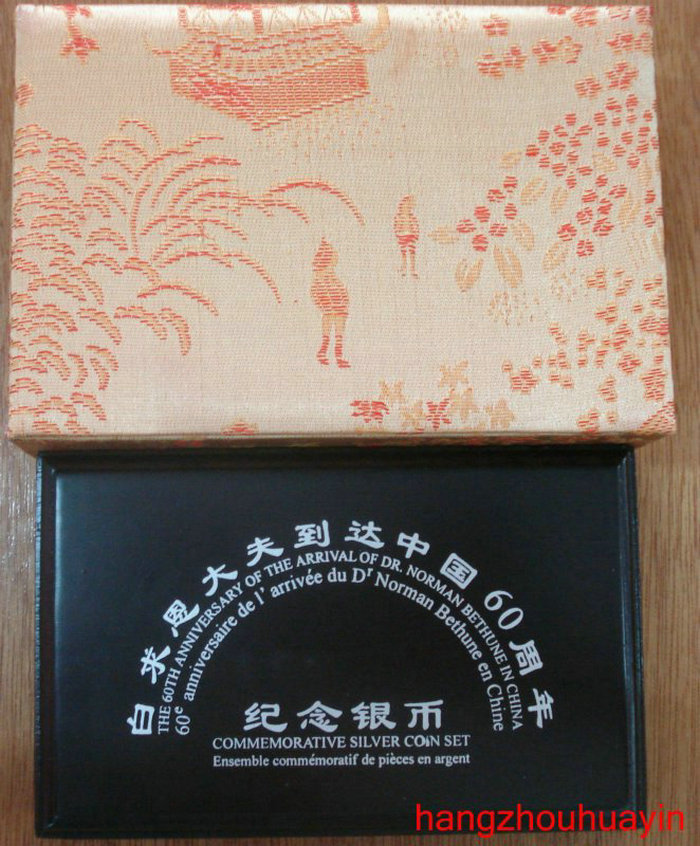 白求恩大夫到达中国60周年
THE 60TH ANNIVERSARY OF THE ARRIVAL OF DR. NORMAN BETHUNE IN CHINA
60e anniversaire de l' arrivée du Dr Norman Bethune en Chine
纪念银币
COMMEMORATIVE SILVER COIN SET
Ensemble commémoratif de pièces en argent
hangzhouhuayin